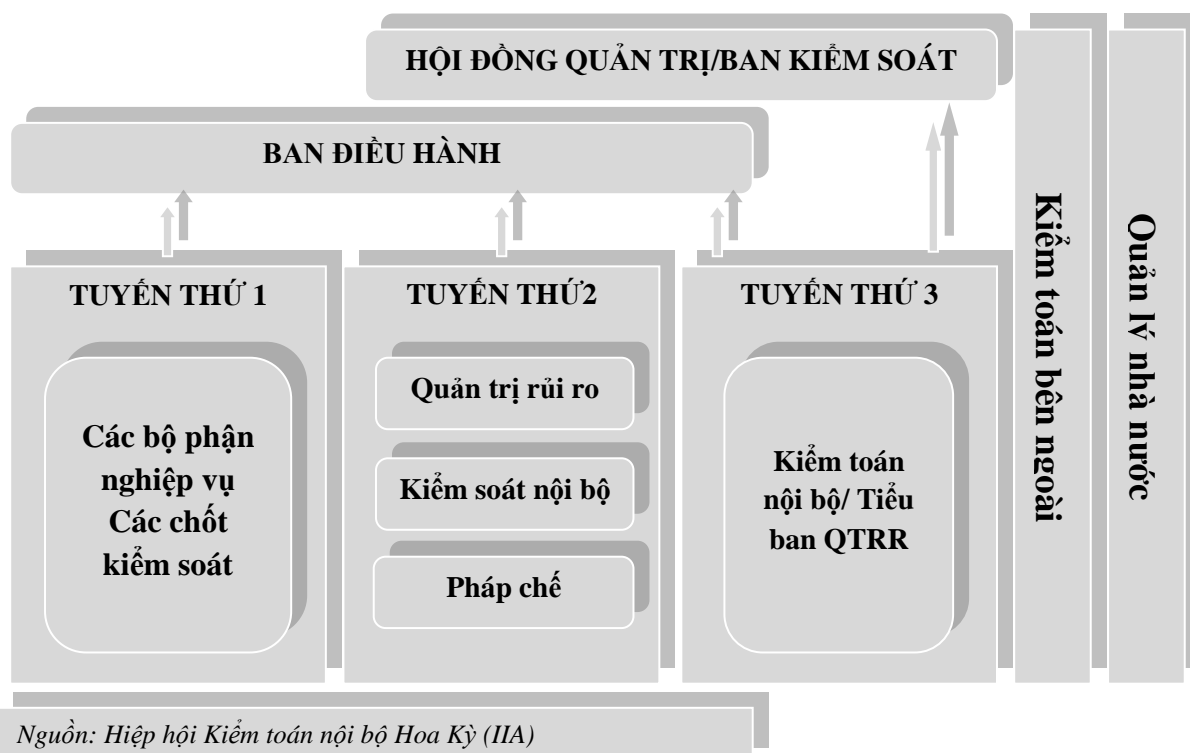 HỘI ĐỒNG QUẢN TRỊ/BAN KIỂM SOÁT
BAN ĐIỀU HÀNH
TUYẾN THỨ 1
Các bộ phận
nghiệp vụ
Các chốt
kiểm soát
TUYẾN THỨ2
Quản trị rủi ro
Kiểm soát nội bộ
Pháp chế
TUYẾN THỨ 3
Kiểm toán
nội bộ/ Tiểu
ban QTRR
Kiểm toán bên ngoài
Quản lý nhà nước
Nguồn: Hiệp hội Kiểm toán nội bộ Hoa Kỳ (IIA)